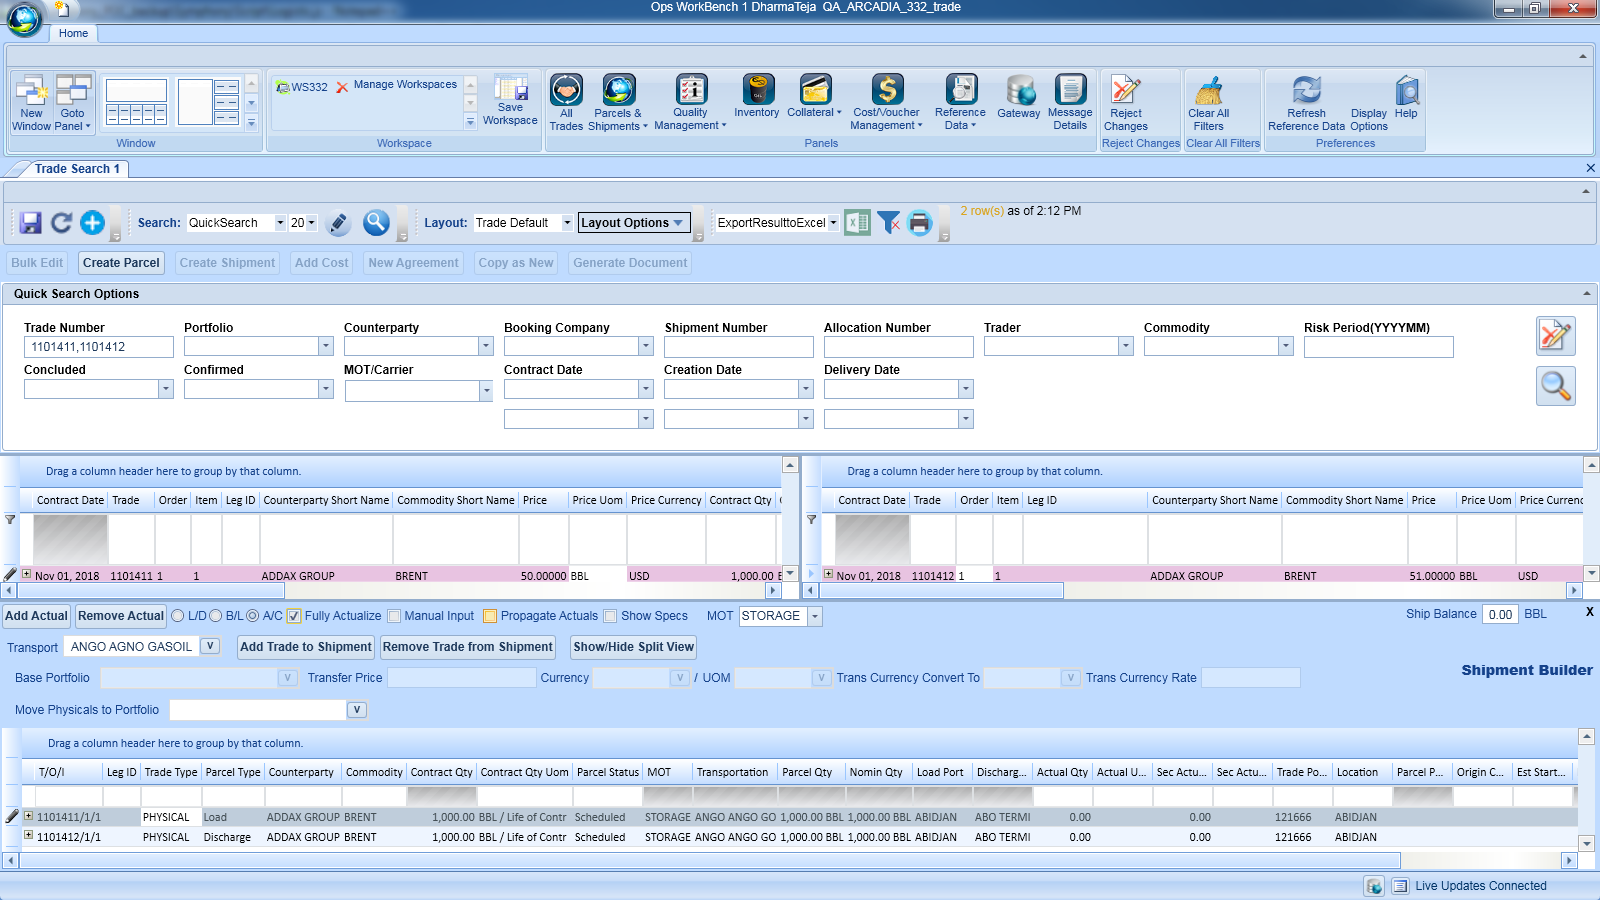 Ops WorkBench 1 DharmaTeja QA_ARCADIA_332_trade
Home
New Window
Goto Panel
Window
WS332
Manage Workspaces
Save Workspace
Workspace
All Trades
Parcels & Shipments
Quality Management
Inventory
Collateral
Cost/Voucher Management
Reference Data
Gateway
Message Details
Panels
Reject Changes
Reject Changes
Clear All Filters
Clear All Filters
Refresh Reference Data
Display Options
Help
Preferences
Trade Search 1
Search: QuickSearch 20 Layout: Trade Default Layout Options ExportResulttoExcel 2 row(s) as of 2:12 PM
Bulk Edit Create Parcel Create Shipment Add Cost New Agreement Copy as New Generate Document
Quick Search Options
Trade Number Portfolio Counterparty Booking Company Shipment Number Allocation Number Trader Commodity Risk Period(YYYYMM)
1101411,1101412
Concluded Confirmed MOT/Carrier Contract Date Creation Date Delivery Date
Drag a column header here to group by that column.
Contract Date Trade Order Item Leg ID Counterparty Short Name Commodity Short Name Price Price Uom Price Currency Contract Qty
Nov 01, 2018 1101411 1 1 ADDAX GROUP BRENT 50.00000 BBL USD 1,000.00
Drag a column header here to group by that column.
Contract Date Trade Order Item Leg ID Counterparty Short Name Commodity Short Name Price Price Uom Price Currenc
Nov 01, 2018 1101412 1 1 ADDAX GROUP BRENT 51.00000 BBL USD
Add Actual Remove Actual L/D B/L A/C Fully Actualize Manual Input Propagate Actuals Show Specs MOT STORAGE Ship Balance 0.00 BBL X
Transport ANGO AGNO GASOIL V Add Trade to Shipment Remove Trade from Shipment Show/Hide Split View
Base Portfolio V Transfer Price Currency V / UOM V Trans Currency Convert To V Trans Currency Rate Shipment Builder
Move Physicals to Portfolio V
Drag a column header here to group by that column.
T/O/I Leg ID Trade Type Parcel Type Counterparty Commodity Contract Qty Contract Qty Uom Parcel Status MOT Transportation Parcel Qty Nomin Qty Load Port Discharg... Actual Qty Actual U... Sec Actu... Sec Actu... Trade Po... Location Parcel P... Origin C... Est Start...
1101411/1/1 PHYSICAL Load ADDAX GROUP BRENT 1,000.00 BBL / Life of Contr Scheduled STORAGE ANGO ANGO GO 1,000.00 BBL 1,000.00 BBL ABIDJAN ABO TERMI 0.00 0.00 121666 ABIDJAN
1101412/1/1 PHYSICAL Discharge ADDAX GROUP BRENT 1,000.00 BBL / Life of Contr Scheduled STORAGE ANGO ANGO GO 1,000.00 BBL 1,000.00 BBL ABIDJAN ABO TERMI 0.00 0.00 121666 ABIDJAN
Live Updates Connected